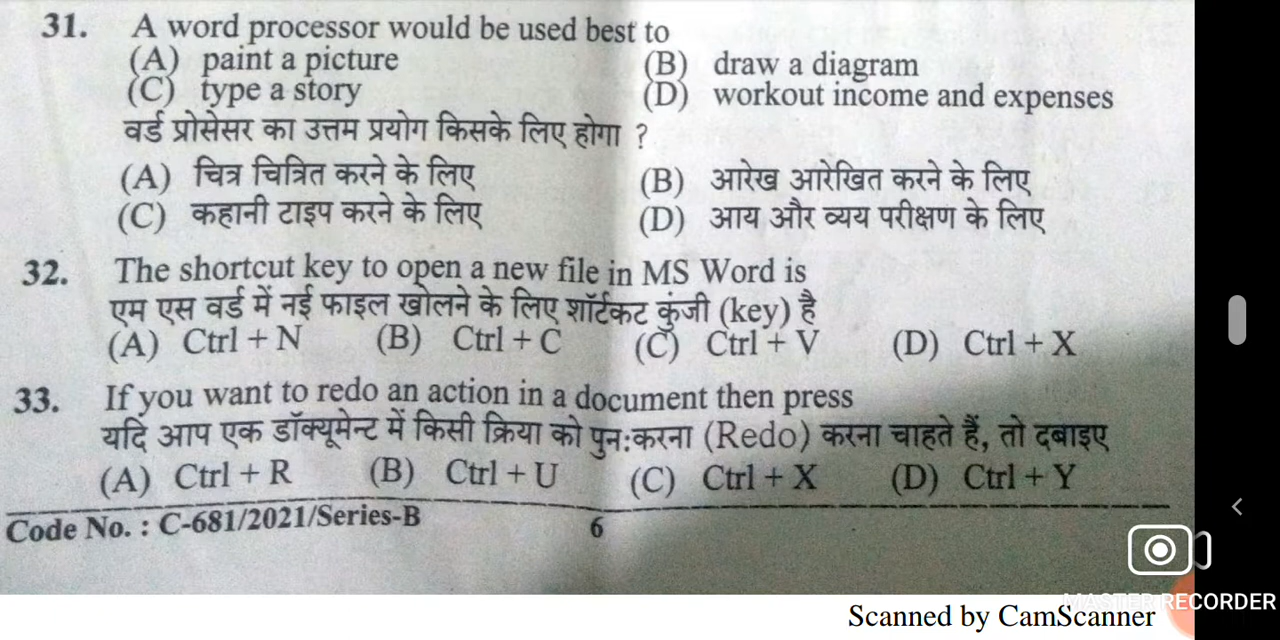 31. A word processor would be used best to
(A) paint a picture (B) draw a diagram
(C) type a story (D) workout income and expenses
वर्ड प्रोसेसर का उत्तम प्रयोग किसके लिए होगा ?
(A) चित्र चित्रित करने के लिए (B) आरेख आरेखित करने के लिए
(C) कहानी टाइप करने के लिए (D) आय और व्यय परीक्षण के लिए
32. The shortcut key to open a new file in MS Word is
एम एस वर्ड में नई फाइल खोलने के लिए शॉर्टकट कुंजी (key) है
(A) Ctrl + N (B) Ctrl + C (C) Ctrl + V (D) Ctrl + X
33. If you want to redo an action in a document then press
यदि आप एक डॉक्यूमेन्ट में किसी क्रिया को पुन:करना (Redo) करना चाहते हैं, तो दबाइए
(A) Ctrl + R (B) Ctrl + U (C) Ctrl + X (D) Ctrl + Y
Code No. : C-681/2021/Series-B 6
MASTER RECORDER
Scanned by CamScanner